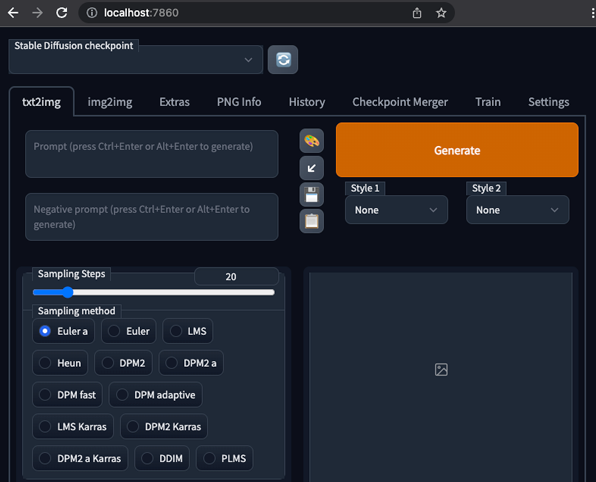 localhost:7860
Stable Diffusion checkpoint
txt2img img2img Extras PNG Info History Checkpoint Merger Train Settings
Prompt (press Ctrl+Enter or Alt+Enter to generate)
Negative prompt (press Ctrl+Enter or Alt+Enter to
generate)
Generate
Style 1 Style 2
None None
Sampling Steps
20
Sampling method
Euler a Euler LMS
Heun DPM2 DPM2 a
DPM fast DPM adaptive
LMS Karras DPM2 Karras
DPM2 a Karras DDIM PLMS